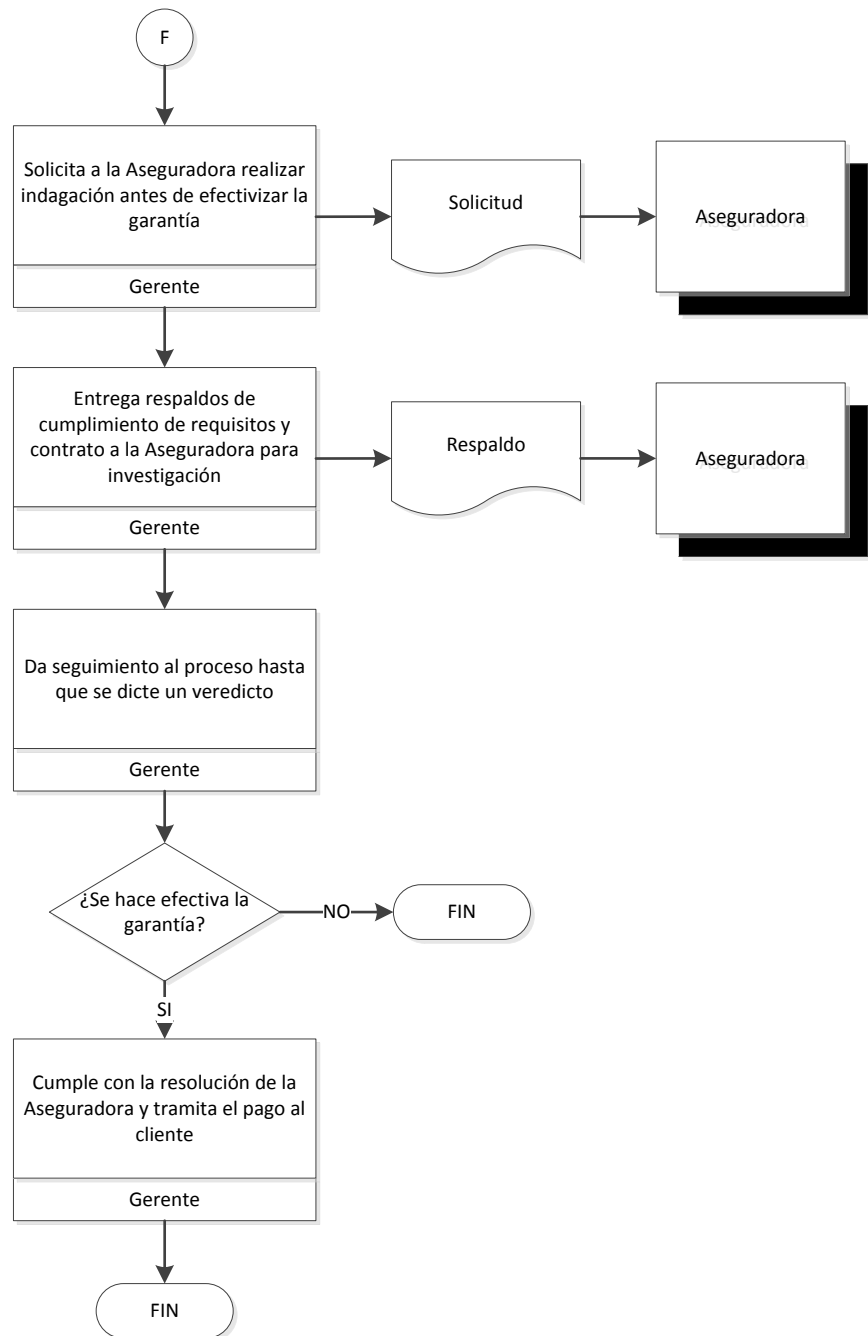 F
Solicita a la Aseguradora realizar
indagación antes de efectivizar la
garantía
Gerente
Solicitud
Aseguradora
Entrega respaldos de
cumplimiento de requisitos y
contrato a la Aseguradora para
investigación
Gerente
Respaldo
Aseguradora
Da seguimiento al proceso hasta
que se dicte un veredicto
Gerente
¿Se hace efectiva la
garantía?
NO
FIN
SI
Cumple con la resolución de la
Aseguradora y tramita el pago al
cliente
Gerente
FIN